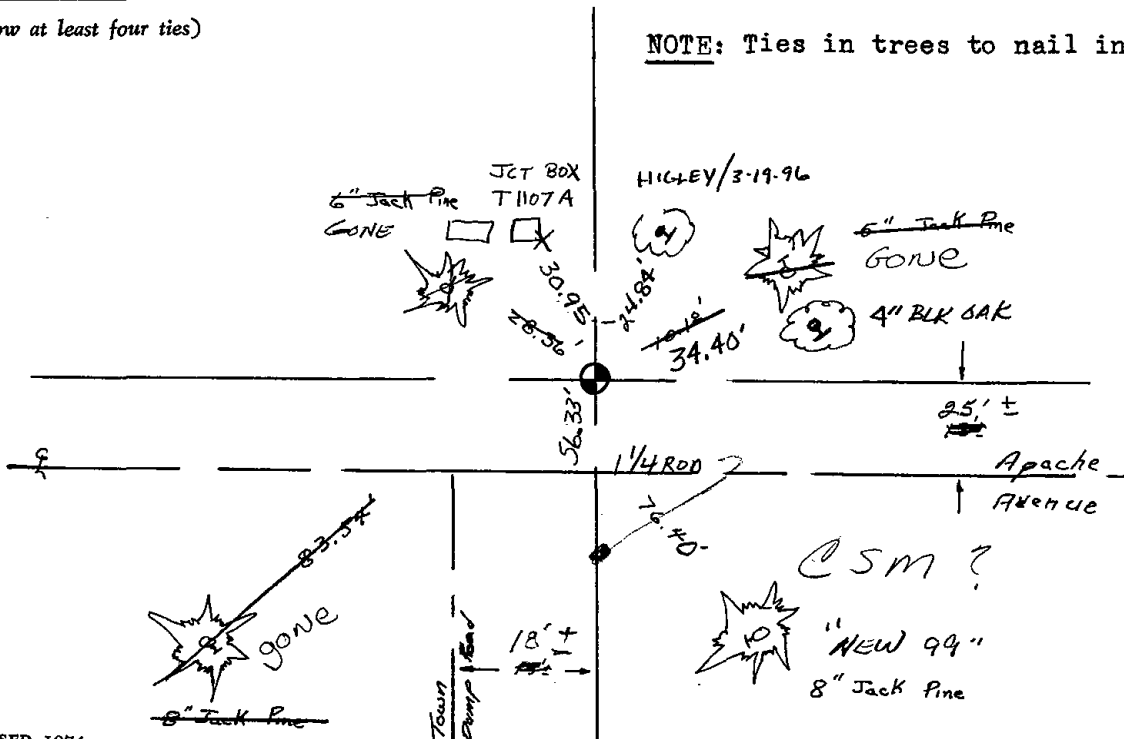 ow at least four ties)
NOTE: Ties in trees to nail in
JCT BOX
T1107A
HIGLEY/3-19-96
6" Jack Pine
GONE
6" Jack Pine
GONE
4" BLK OAK
30.95
24.84'
28.36'
34.40'
56.33'
25' ±
1 1/4 ROD
Apache
Avenue
76.40
83.54
CSM ?
gone
18' ±
"NEW 99"
8" Jack Pine
8" Jack Pine
Town
Dump Road